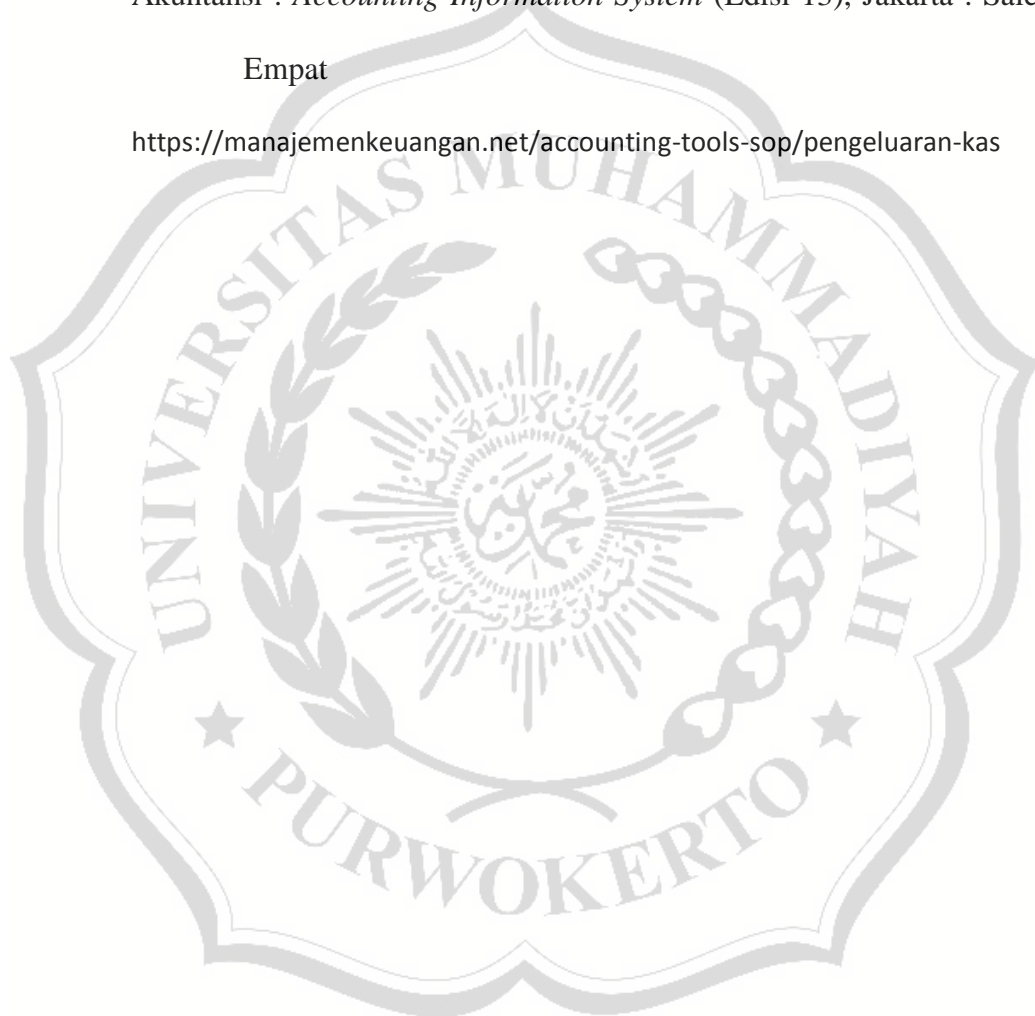 Akuntansi : Accounting Information System (Edisi 13), Jakarta :
Empat
https://manajemenkeuangan.net/accounting-tools-sop/pengeluaran-kas
UNIVERSITAS MUHAMMADIYAH
PURWOKERTO